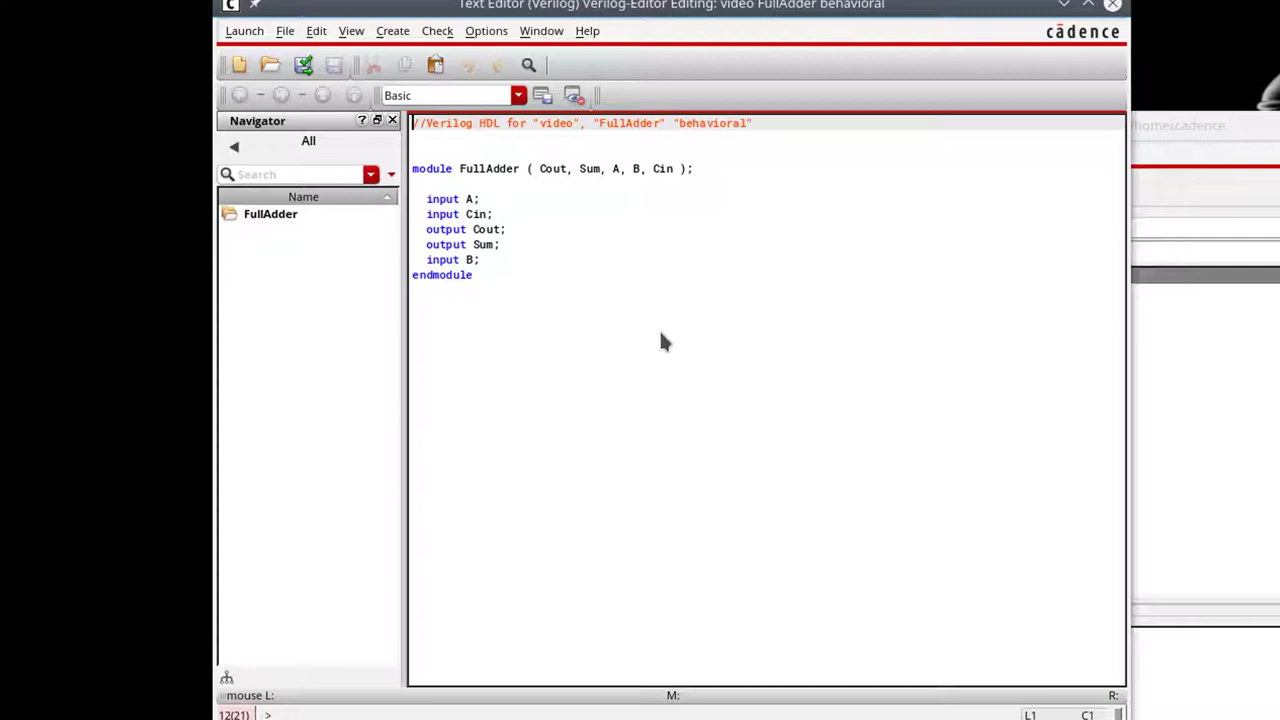 Text Editor (Verilog) Verilog-Editor Editing: video FullAdder behavioral
Launch File Edit View Create Check Options Window Help
cādence
Basic
Navigator
All
Search
Name
FullAdder
//Verilog HDL for "video", "FullAdder" "behavioral"
module FullAdder ( Cout, Sum, A, B, Cin );
input A;
input Cin;
output Cout;
output Sum;
input B;
endmodule
/home/cadence
mouse L: M: R:
12(21) > L1 C1